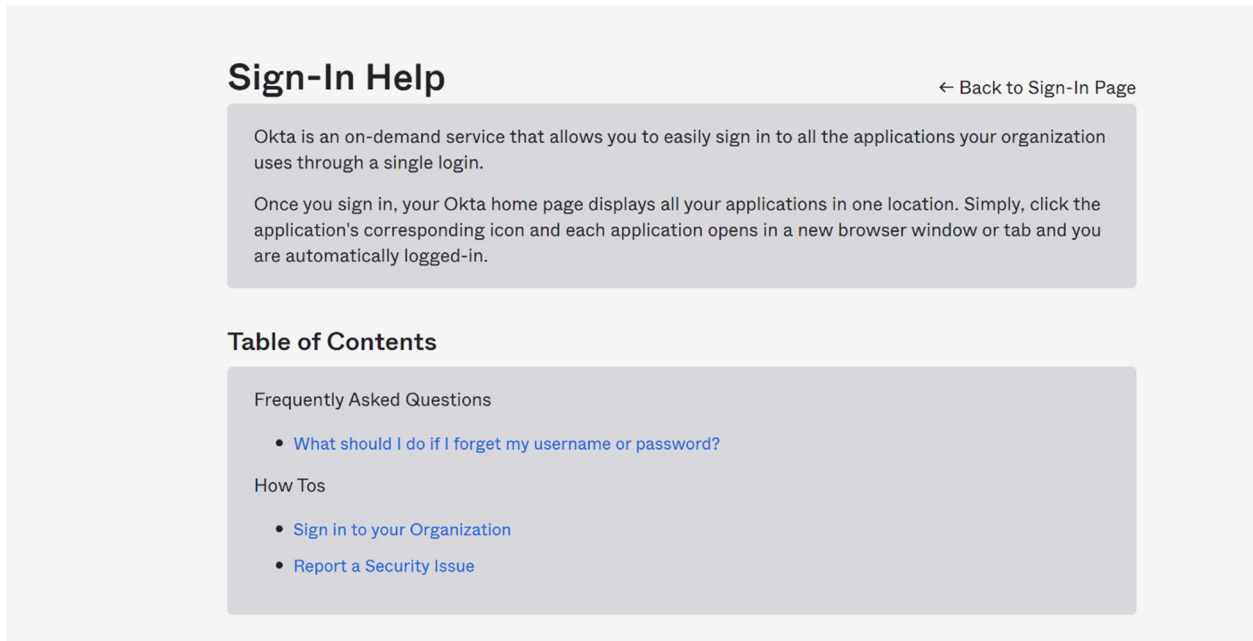 Sign-In Help
← Back to Sign-In Page
Okta is an on-demand service that allows you to easily sign in to all the applications your organization
uses through a single login.
Once you sign in, your Okta home page displays all your applications in one location. Simply, click the
application's corresponding icon and each application opens in a new browser window or tab and you
are automatically logged-in.
Table of Contents
Frequently Asked Questions
• What should I do if I forget my username or password?
How Tos
• Sign in to your Organization
• Report a Security Issue